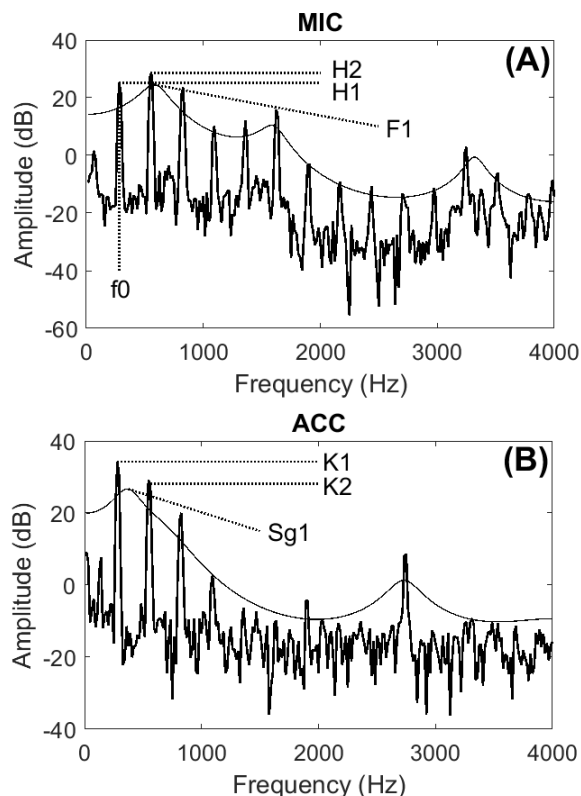 MIC
(A)
40
20
0
-20
-40
-60
Amplitude (dB)
H2
H1
F1
f0
0 1000 2000 3000 4000
Frequency (Hz)
ACC
(B)
40
20
0
-20
-40
Amplitude (dB)
K1
K2
Sg1
0 1000 2000 3000 4000
Frequency (Hz)